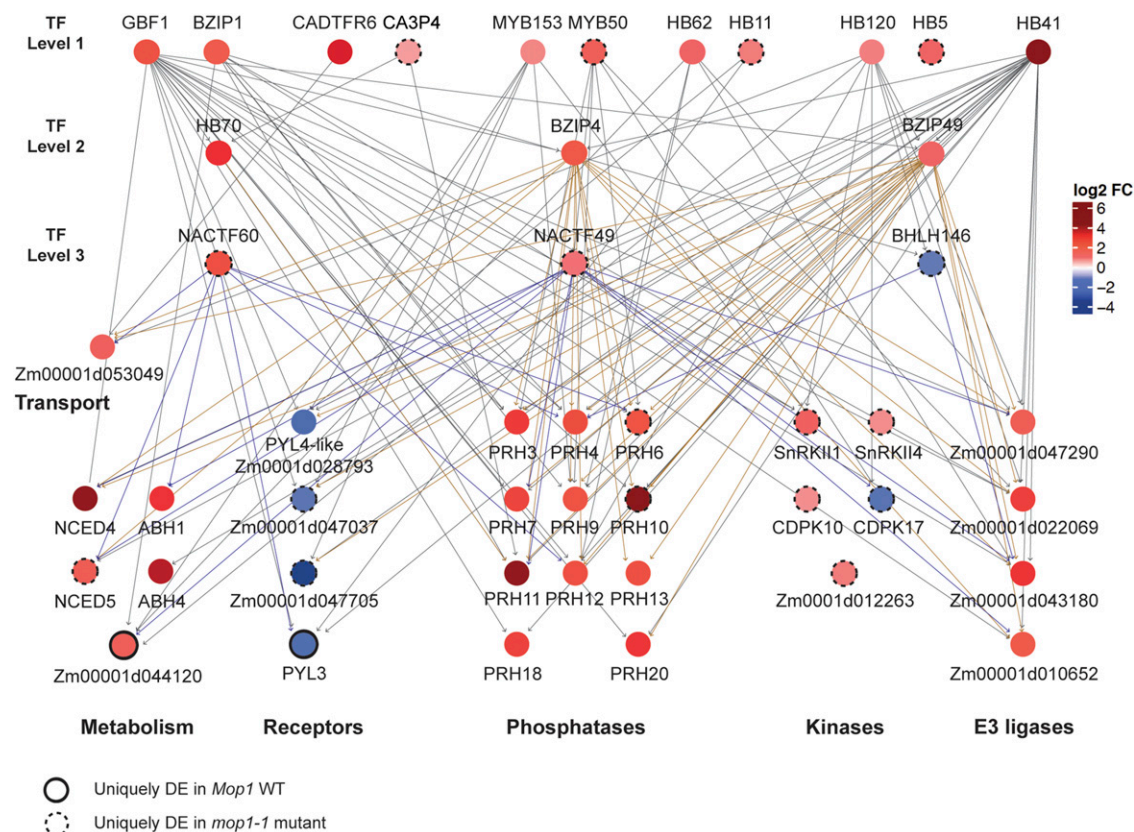 TF
Level 1
GBF1
BZIP1
CADTFR6
CA3P4
MYB153
MYB50
HB62
HB11
HB120
HB5
HB41
TF
Level 2
HB70
BZIP4
BZIP49
log2 FC
6
4
2
0
−2
−4
TF
Level 3
NACTF60
NACTF49
BHLH146
Zm00001d053049
Transport
PYL4-like
Zm0001d028793
PRH3
PRH4
PRH6
SnRKII1
SnRKII4
Zm00001d047290
NCED4
ABH1
Zm00001d047037
PRH7
PRH9
PRH10
CDPK10
CDPK17
Zm00001d022069
NCED5
ABH4
Zm00001d047705
PRH11
PRH12
PRH13
Zm0001d012263
Zm00001d043180
Zm00001d044120
PYL3
PRH18
PRH20
Zm00001d010652
Metabolism
Receptors
Phosphatases
Kinases
E3 ligases
Uniquely DE in Mop1 WT
Uniquely DE in mop1-1 mutant